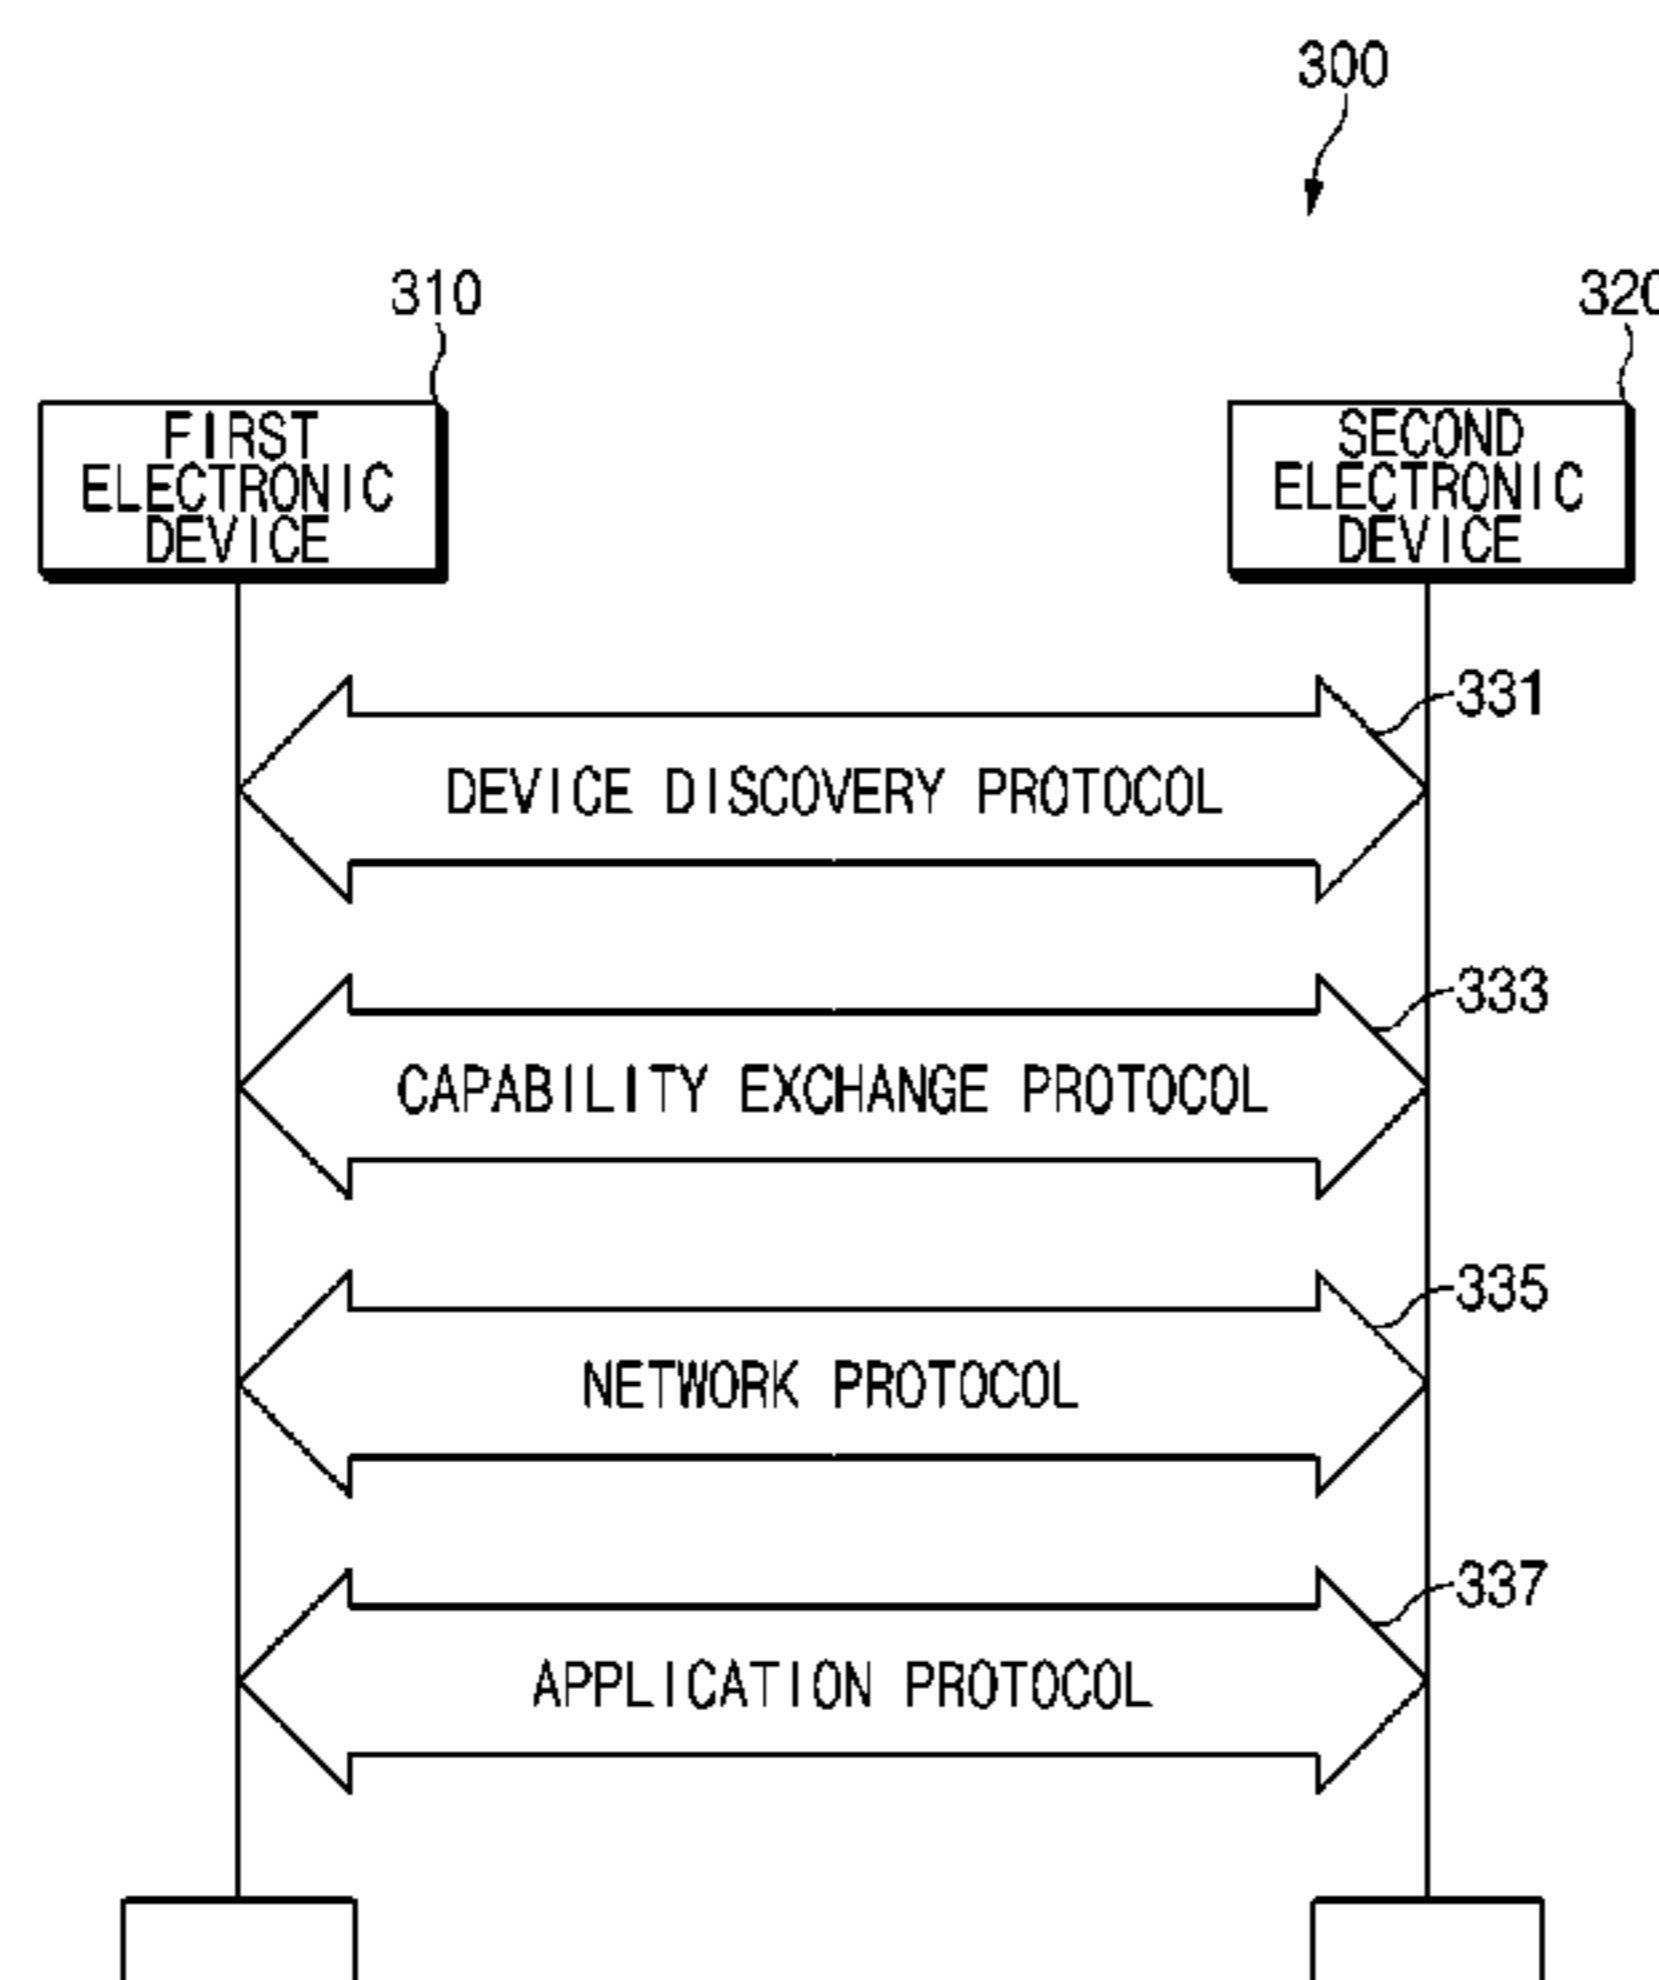 300
310
320
FIRST
ELECTRONIC
DEVICE
SECOND
ELECTRONIC
DEVICE
331
DEVICE DISCOVERY PROTOCOL
333
CAPABILITY EXCHANGE PROTOCOL
335
NETWORK PROTOCOL
337
APPLICATION PROTOCOL